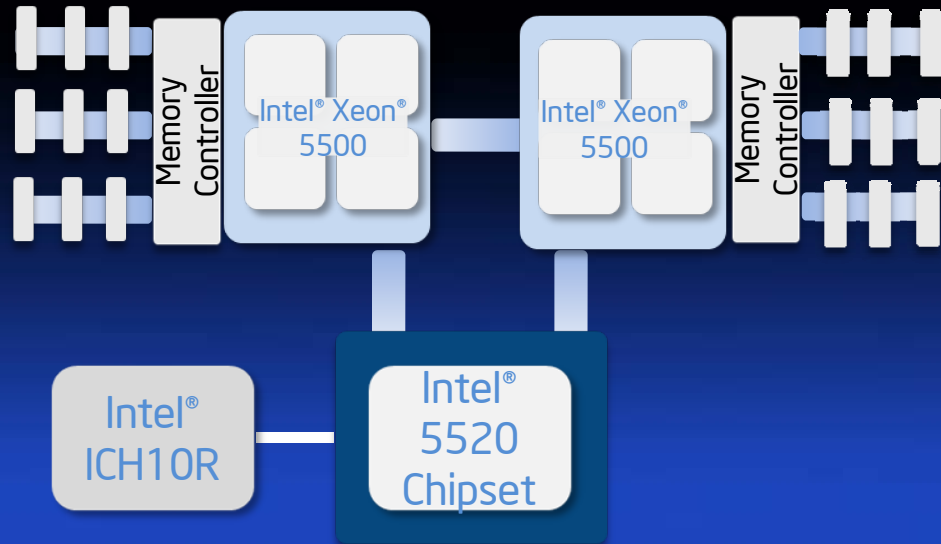 Memory
Controller
Intel® Xeon®
5500
Intel® Xeon®
5500
Memory
Controller
Intel®
ICH10R
Intel®
5520
Chipset